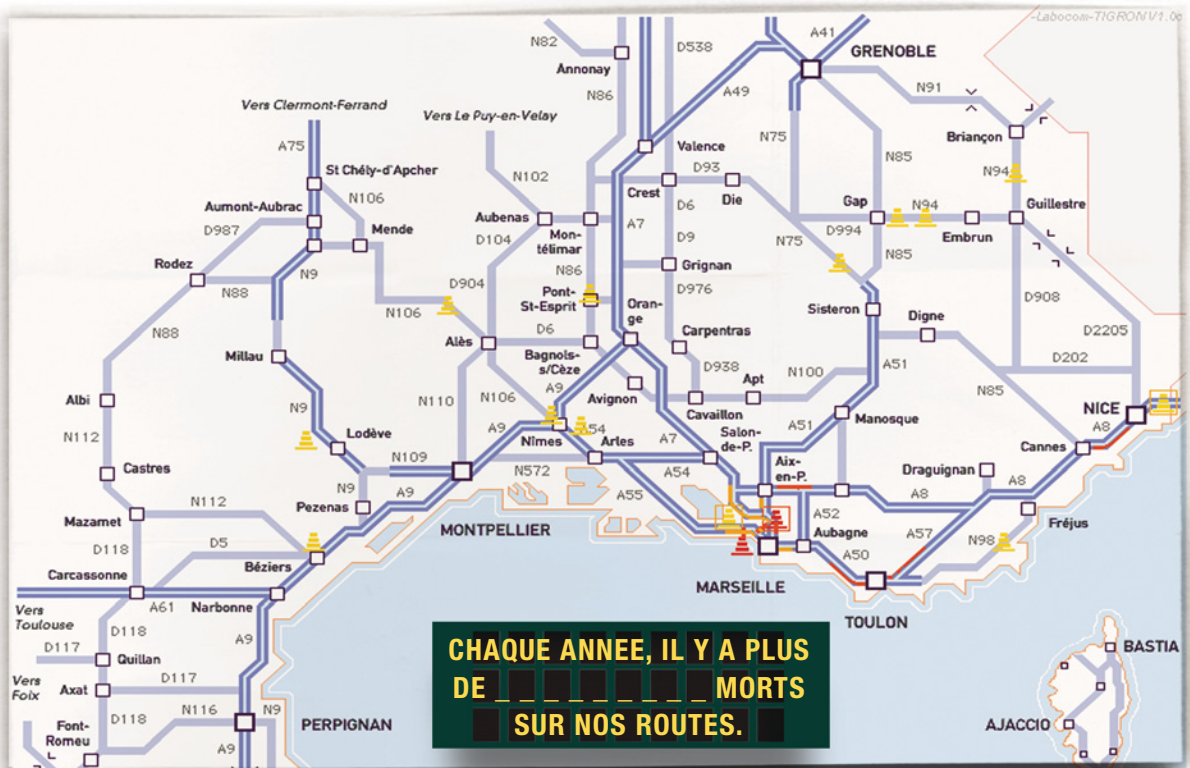 -Labocom-TIGRON V1.0c
N82
D538
A41
GRENOBLE
Annonay
N86
A49
N91
Vers Clermont-Ferrand
Vers Le Puy-en-Velay
A75
N75
Briançon
Valence
N85
St Chély-d'Apcher
D93
N94
N102
N106
Crest
Die
D6
Aumont-Aubrac
Aubenas
A7
Gap
N94
Guillestre
D987
Mende
Mon-
télimar
D104
D9
N75
D994
Embrun
Rodez
N9
N86
Grignan
N85
N88
D904
Pont-
St-Esprit
D976
D908
N106
Oran-
ge
Sisteron
Digne
N88
D6
Carpentras
D2205
Millau
Alès
Bagnols-
s/Cèze
D938
A51
D202
Apt
N100
N85
Albi
N110
N106
A9
Avignon
Cavaillon
N9
NICE
N112
A9
A54
A7
Salon-
de-P.
A51
Manosque
A8
Lodève
Nîmes
Arles
Cannes
Castres
N109
N572
A54
Aix-
en-P.
Draguignan
N112
N9
A9
A55
A8
A8
Pezenas
A52
Mazamet
MONTPELLIER
Fréjus
D5
Aubagne
A57
N98
D118
Béziers
A50
Carcassonne
MARSEILLE
A61
Narbonne
Vers
Toulouse
TOULON
D118
A9
D117
Quillan
BASTIA
Vers
Foix
Axat
D117
N116
N9
D118
PERPIGNAN
AJACCIO
Font-
Romeu
A9
CHAQUE ANNEE, IL Y A PLUS
DE _ _ _ _ _ _ _ _ _ MORTS
SUR NOS ROUTES.